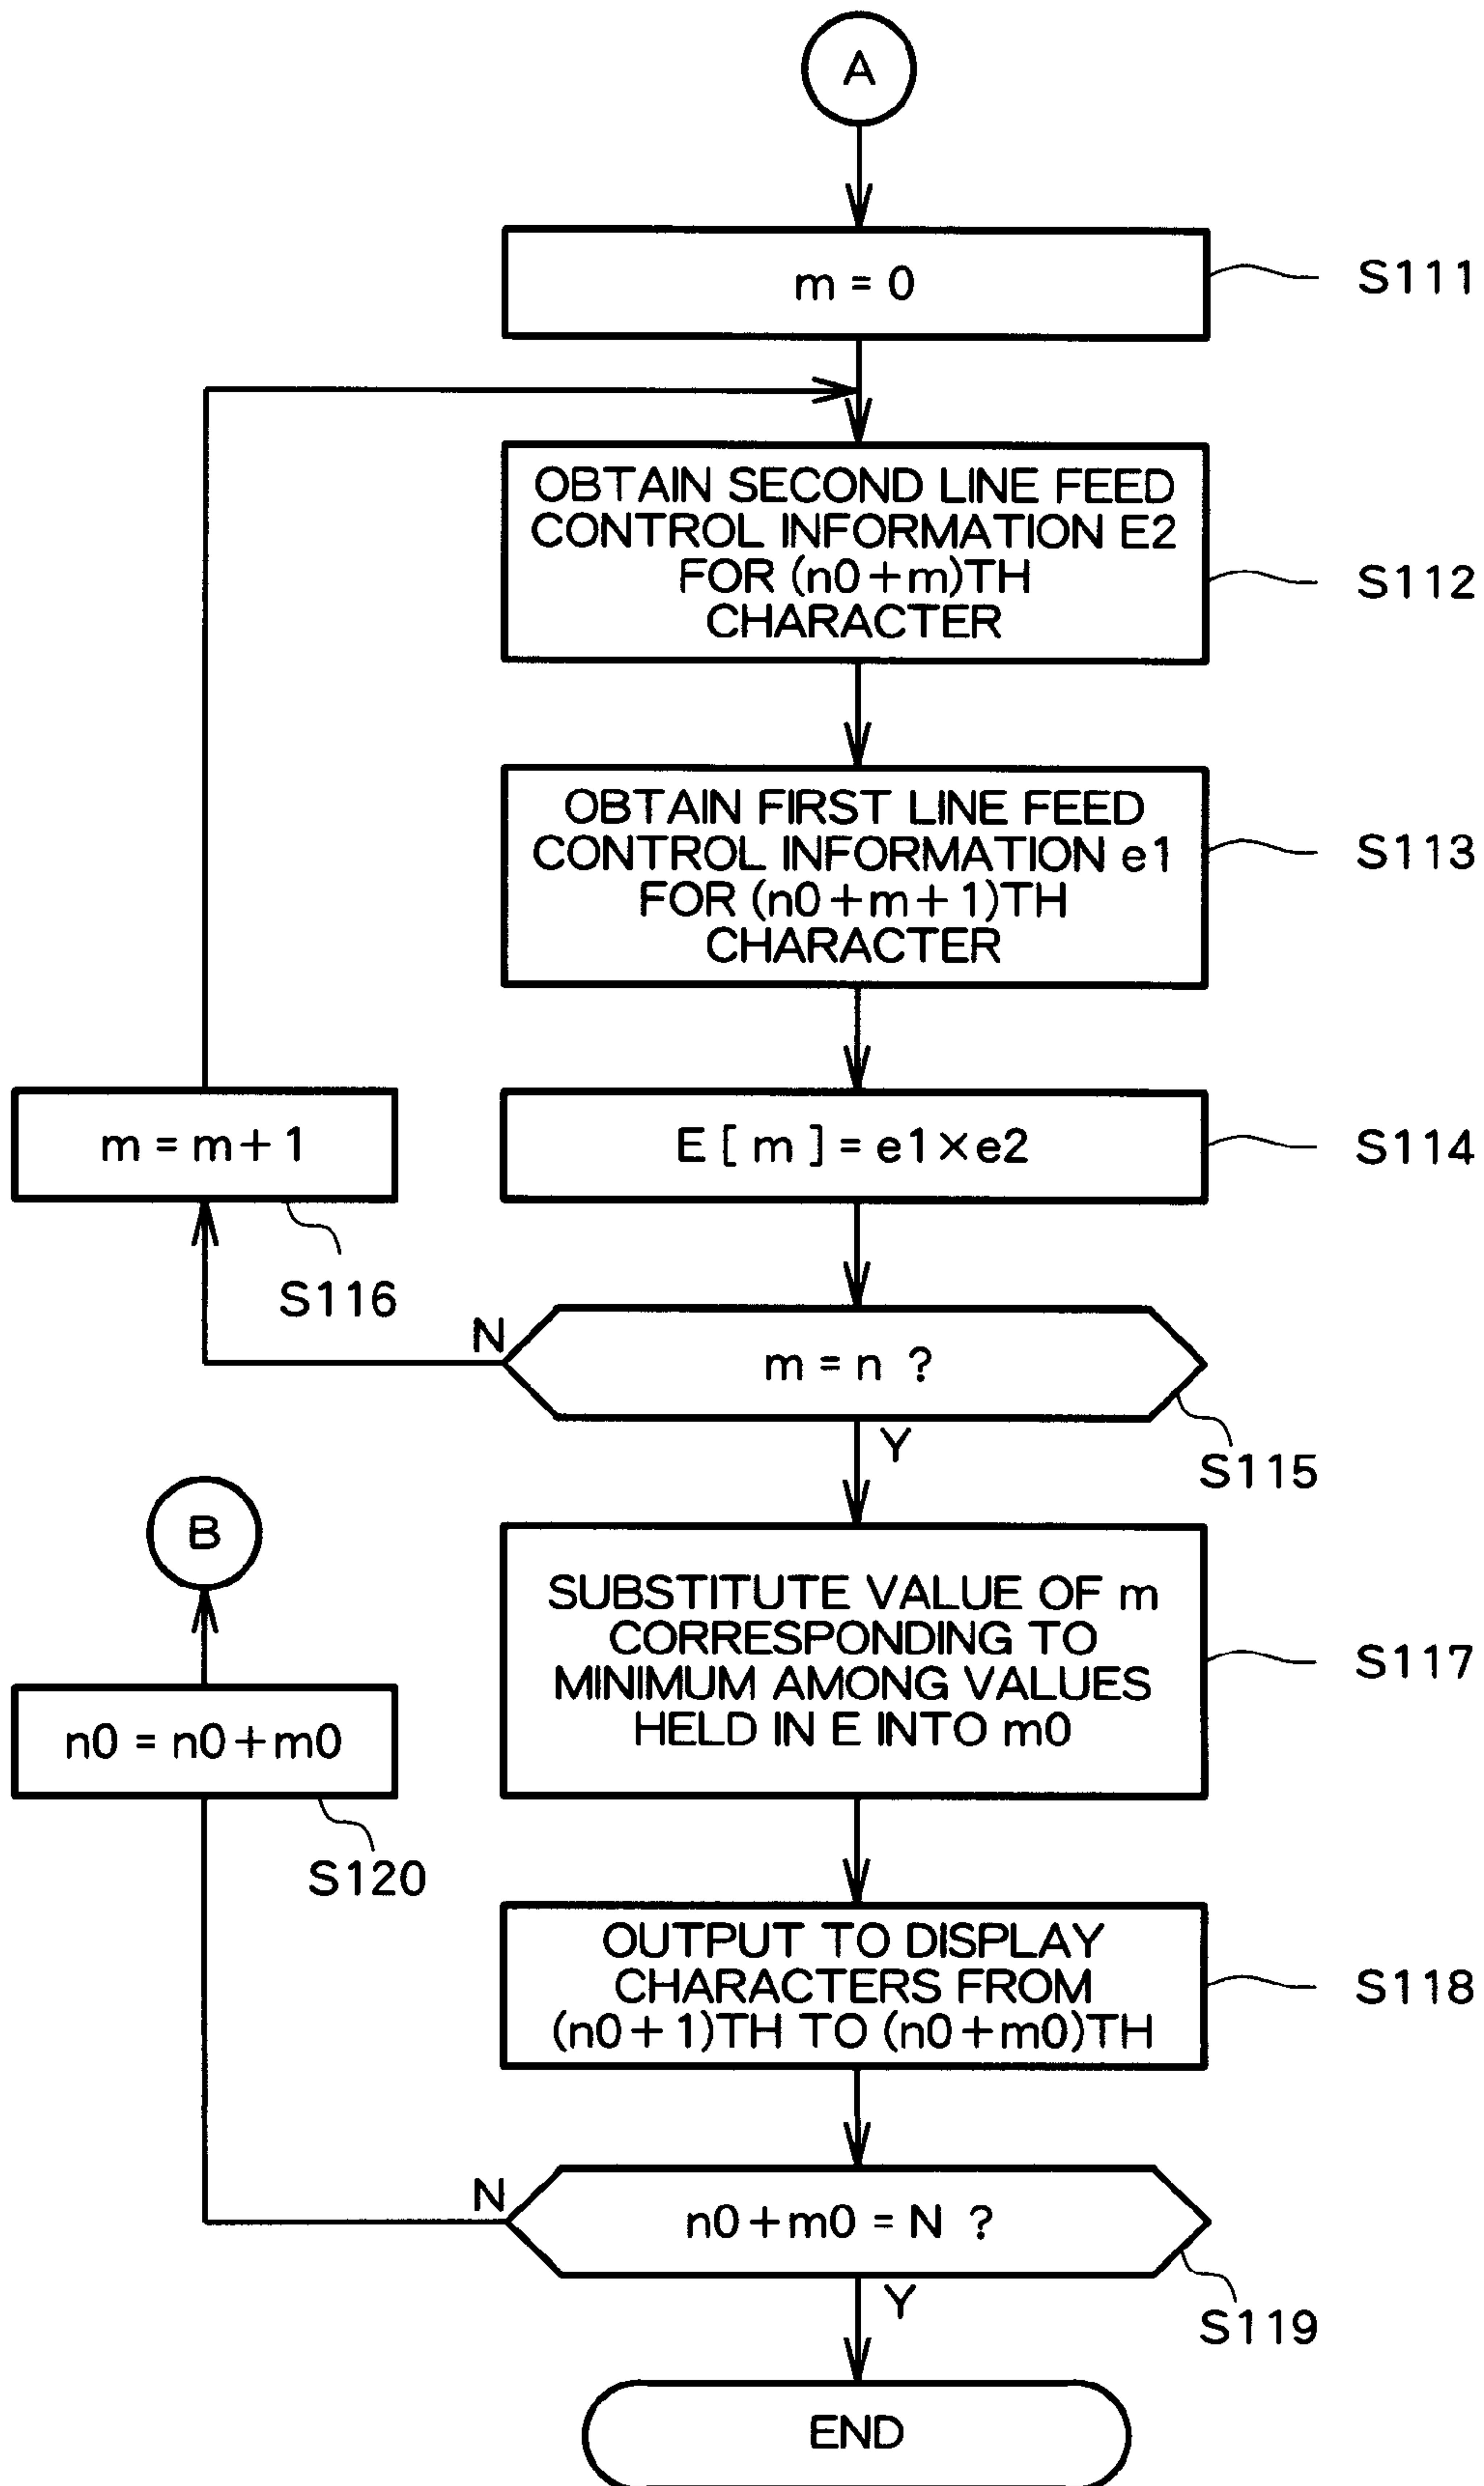 A
m = 0
S111
OBTAIN SECOND LINE FEED
CONTROL INFORMATION E2
FOR (n0+m)TH
CHARACTER
S112
OBTAIN FIRST LINE FEED
CONTROL INFORMATION e1
FOR (n0+m+1)TH
CHARACTER
S113
m = m+1
S116
E [ m ] = e1×e2
S114
N
m = n ?
Y
S115
B
SUBSTITUTE VALUE OF m
CORRESPONDING TO
MINIMUM AMONG VALUES
HELD IN E INTO m0
S117
n0 = n0+m0
S120
OUTPUT TO DISPLAY
CHARACTERS FROM
(n0+1)TH TO (n0+m0)TH
S118
N
n0+m0 = N ?
Y
S119
END